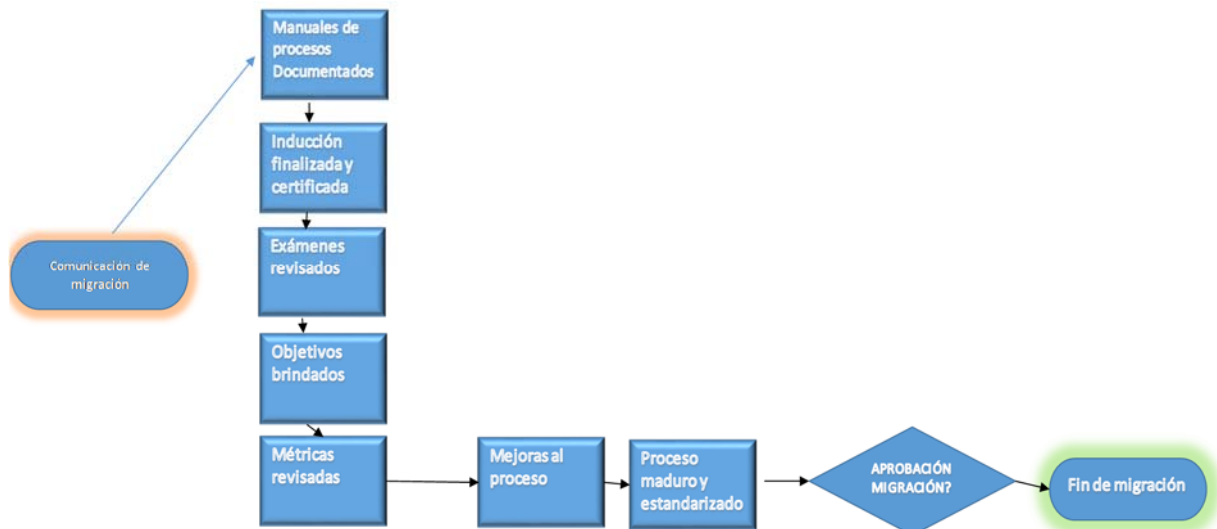 Manuales de
procesos
Documentados
Inducción
finalizada y
certificada
Exámenes
revisados
Comunicación de
migración
Objetivos
brindados
Métricas
revisadas
Mejoras al
proceso
Proceso
maduro y
estandarizado
APROBACIÓN
MIGRACIÓN?
Fin de migración